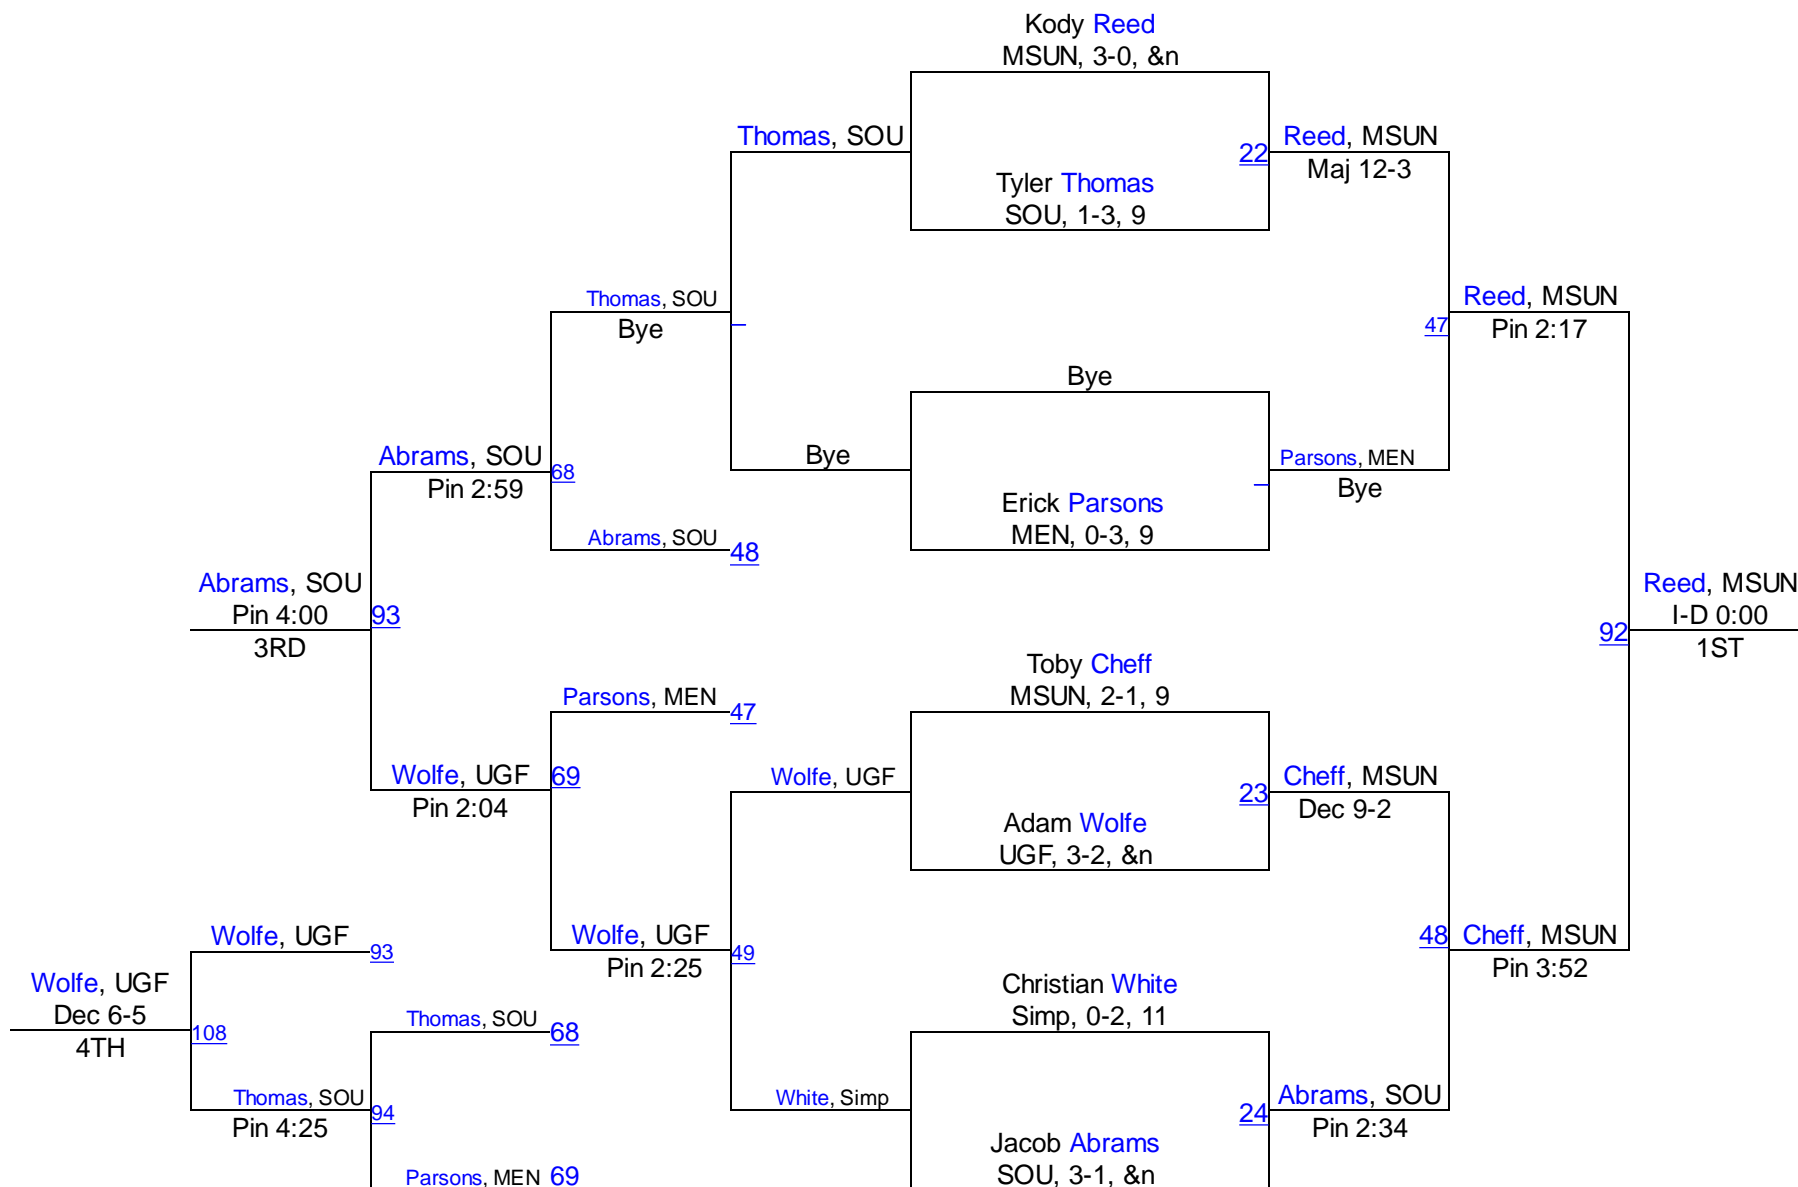 Kody Reed
MSUN, 3-0, &n
Thomas, SOU
22
Reed, MSUN
Maj 12-3
Tyler Thomas
SOU, 1-3, 9
Thomas, SOU
Bye
47
Reed, MSUN
Pin 2:17
Bye
Abrams, SOU
Pin 2:59
68
Bye
Parsons, MEN
Bye
Erick Parsons
MEN, 0-3, 9
Abrams, SOU
48
Abrams, SOU
Pin 4:00
3RD
93
92
Reed, MSUN
I-D 0:00
1ST
Toby Cheff
MSUN, 2-1, 9
Parsons, MEN
47
Wolfe, UGF
Pin 2:04
69
Wolfe, UGF
23
Cheff, MSUN
Dec 9-2
Adam Wolfe
UGF, 3-2, &n
Wolfe, UGF
93
Wolfe, UGF
Pin 2:25
49
48
Cheff, MSUN
Pin 3:52
Wolfe, UGF
Dec 6-5
4TH
108
Christian White
Simp, 0-2, 11
Thomas, SOU
68
Thomas, SOU
Pin 4:25
94
White, Simp
24
Abrams, SOU
Pin 2:34
Jacob Abrams
SOU, 3-1, &n
Parsons, MEN
69